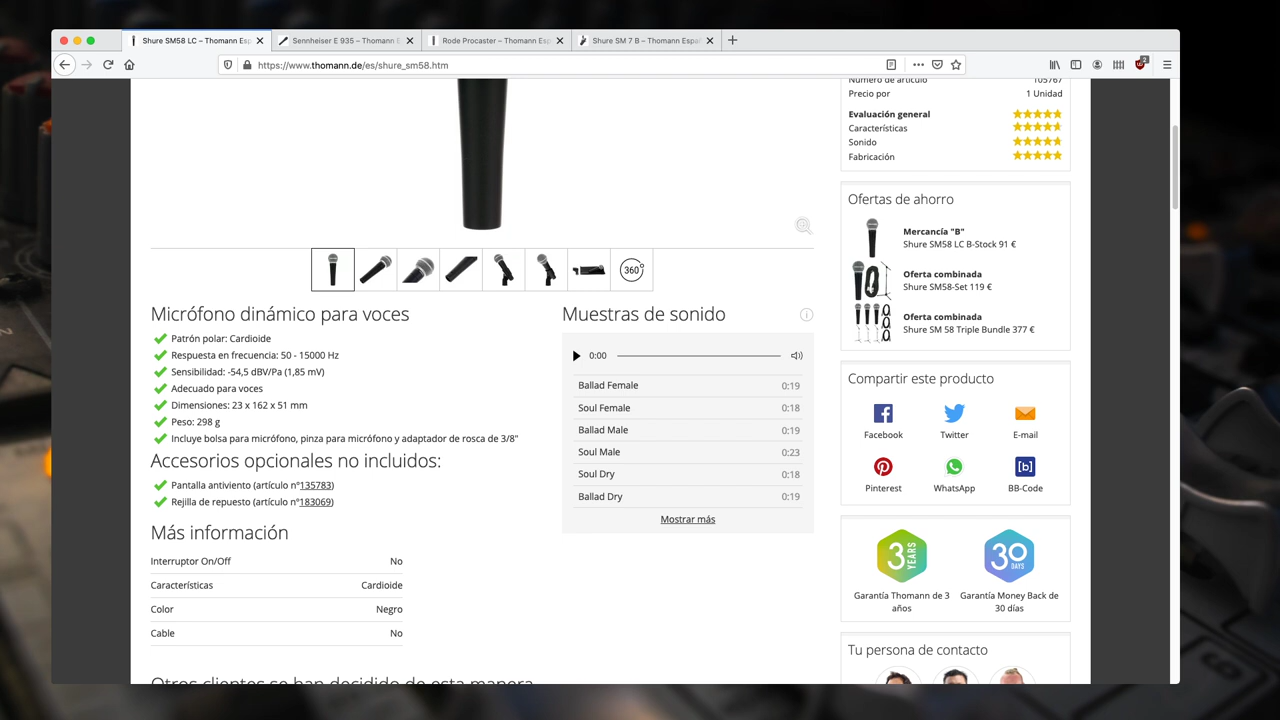 Shure SM58 LC – Thomann Esp
Sennheiser E 935 – Thomann E
Rode Procaster – Thomann Esp
Shure SM 7 B – Thomann Espa
https://www.thomann.de/es/shure_sm58.htm
2
Número de artículo 105767
Precio por 1 Unidad
Evaluación general
Características
Sonido
Fabricación
Ofertas de ahorro
Mercancía "B"
Shure SM58 LC B-Stock 91 €
Oferta combinada
Shure SM58-Set 119 €
Oferta combinada
Shure SM 58 Triple Bundle 377 €
360°
Micrófono dinámico para voces
Patrón polar: Cardioide
Respuesta en frecuencia: 50 - 15000 Hz
Sensibilidad: -54,5 dBV/Pa (1,85 mV)
Adecuado para voces
Dimensiones: 23 x 162 x 51 mm
Peso: 298 g
Incluye bolsa para micrófono, pinza para micrófono y adaptador de rosca de 3/8"
Accesorios opcionales no incluidos:
Pantalla antiviento (artículo nº135783)
Rejilla de repuesto (artículo nº183069)
Más información
Interruptor On/Off No
Características Cardioide
Color Negro
Cable No
Otros clientes se han decidido de esta manera
Muestras de sonido
0:00
Ballad Female 0:19
Soul Female 0:18
Ballad Male 0:19
Soul Male 0:23
Soul Dry 0:18
Ballad Dry 0:19
Mostrar más
Compartir este producto
Facebook
Twitter
E-mail
Pinterest
WhatsApp
[b]
BB-Code
3 YEARS
30 DAYS
Garantía Thomann de 3
años
Garantía Money Back de
30 días
Tu persona de contacto